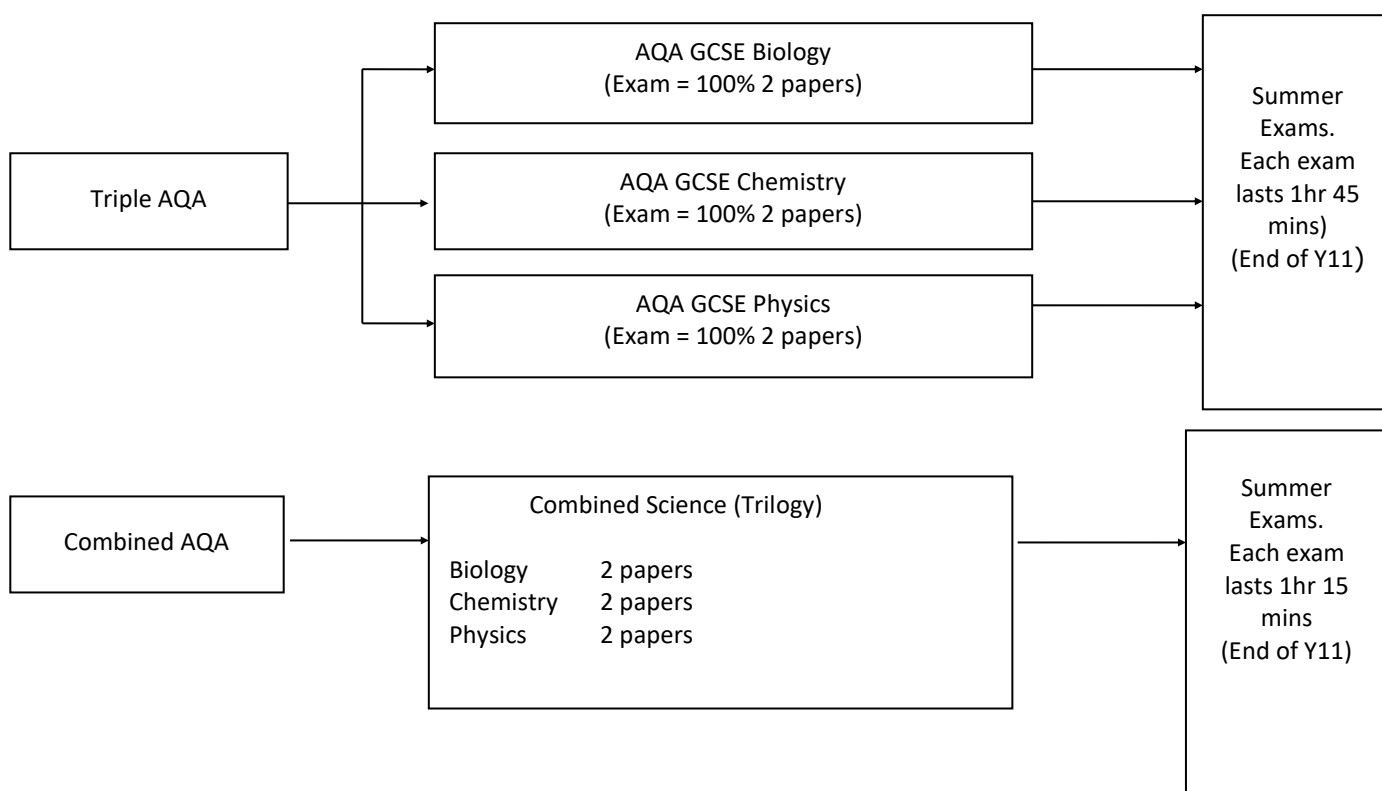 Triple AQA
AQA GCSE Biology
(Exam = 100% 2 papers)
AQA GCSE Chemistry
(Exam = 100% 2 papers)
AQA GCSE Physics
(Exam = 100% 2 papers)
Summer
Exams.
Each exam
lasts 1hr 45
mins)
(End of Y11)
Combined AQA
Combined Science (Trilogy)
Biology 2 papers
Chemistry 2 papers
Physics 2 papers
Summer
Exams.
Each exam
lasts 1hr 15
mins
(End of Y11)